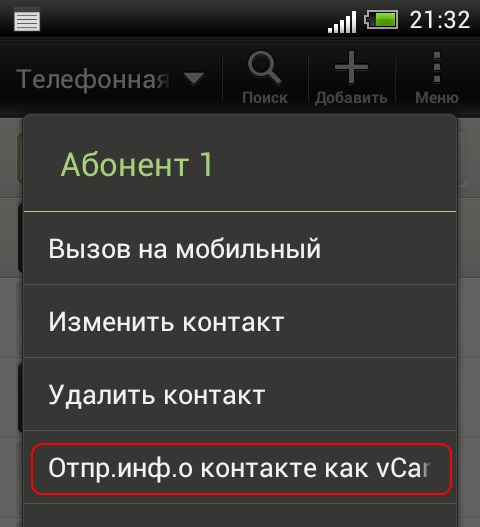 21:32
Телефонная
Поиск
Добавить
Меню
Абонент 1
Вызов на мобильный
Изменить контакт
Удалить контакт
Отпр.инф.о контакте как vCar